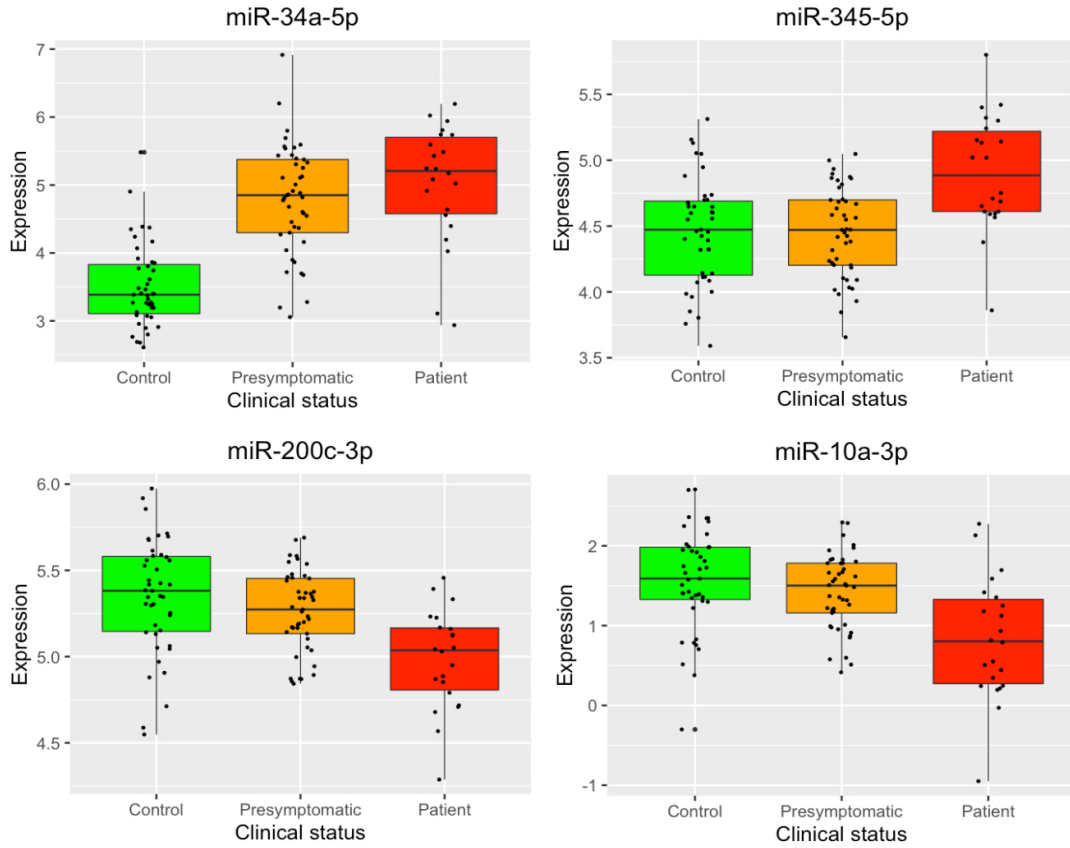 miR-34a-5p
Expression
7
6
5
4
3
Control Presymptomatic Patient
Clinical status
miR-345-5p
Expression
5.5
5.0
4.5
4.0
3.5
Control Presymptomatic Patient
Clinical status
miR-200c-3p
Expression
6.0
5.5
5.0
4.5
Control Presymptomatic Patient
Clinical status
miR-10a-3p
Expression
2
1
0
-1
Control Presymptomatic Patient
Clinical status